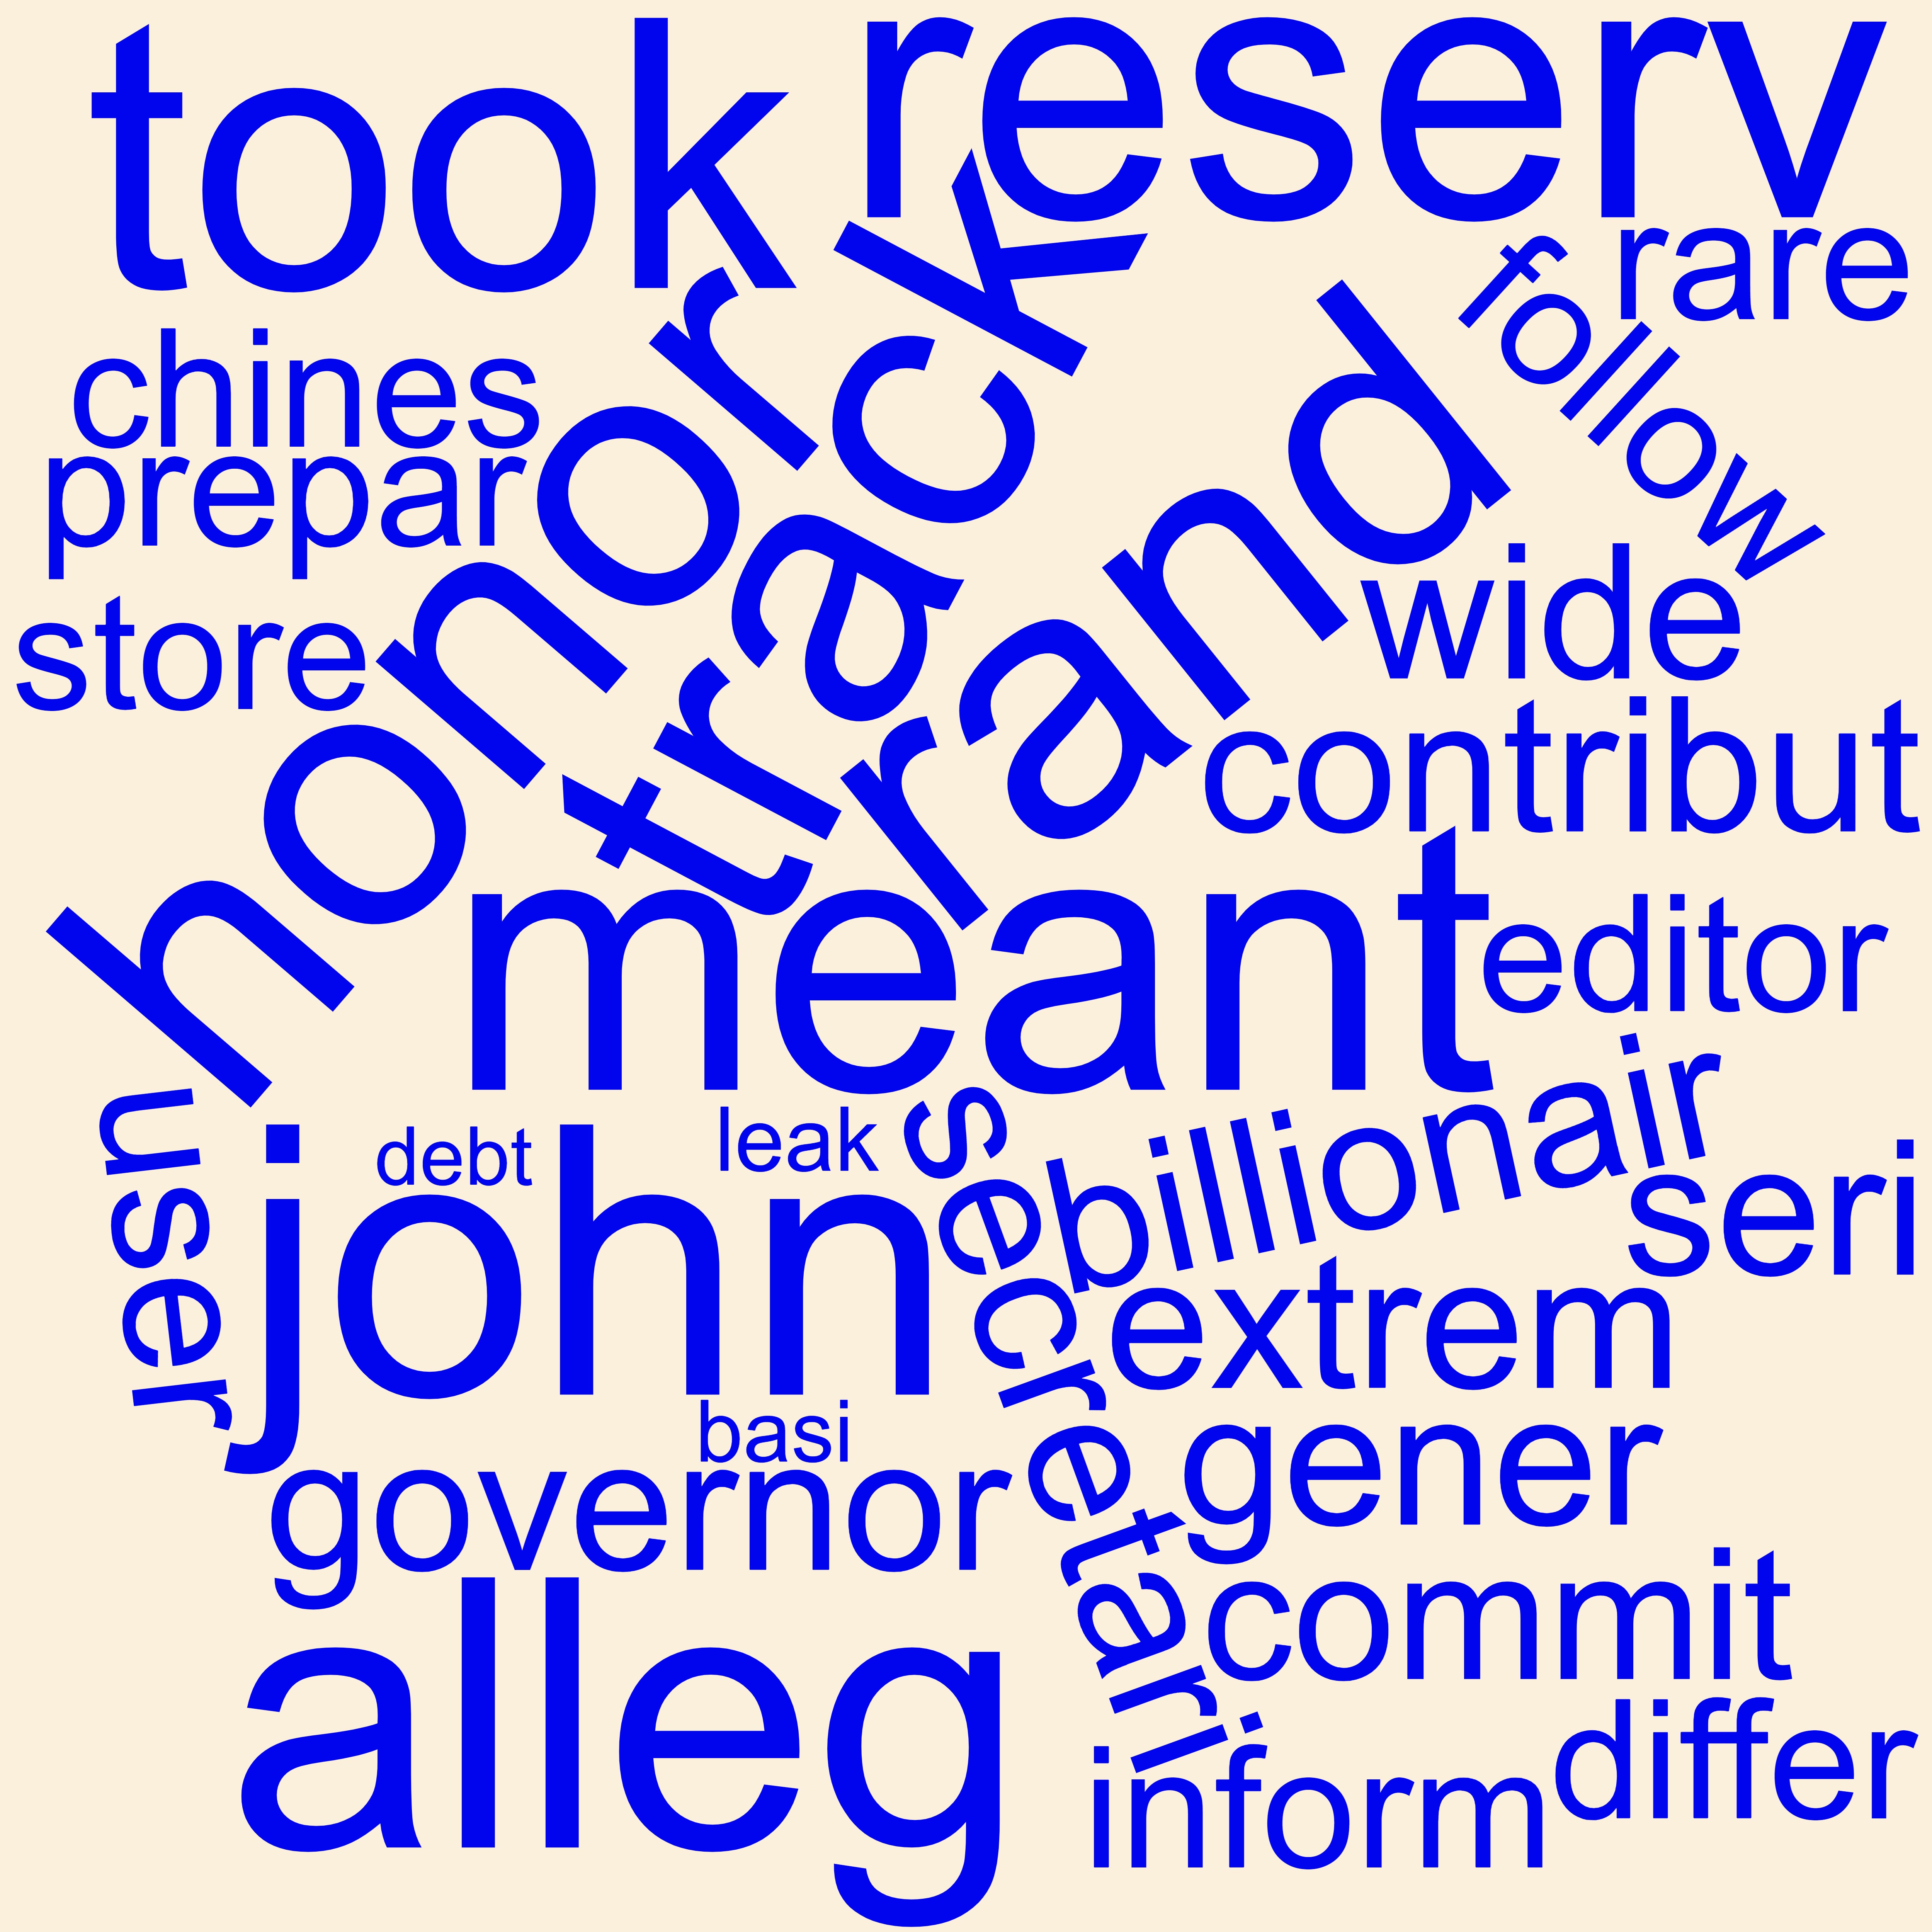 took
reserv
rare
follow
chines
prepar
store
honor
track
rand
wide
contribut
meant
editor
result
debt
leak
john
secretari
billionair
seri
extrem
basi
governor
gener
alleg
commit
inform
differ